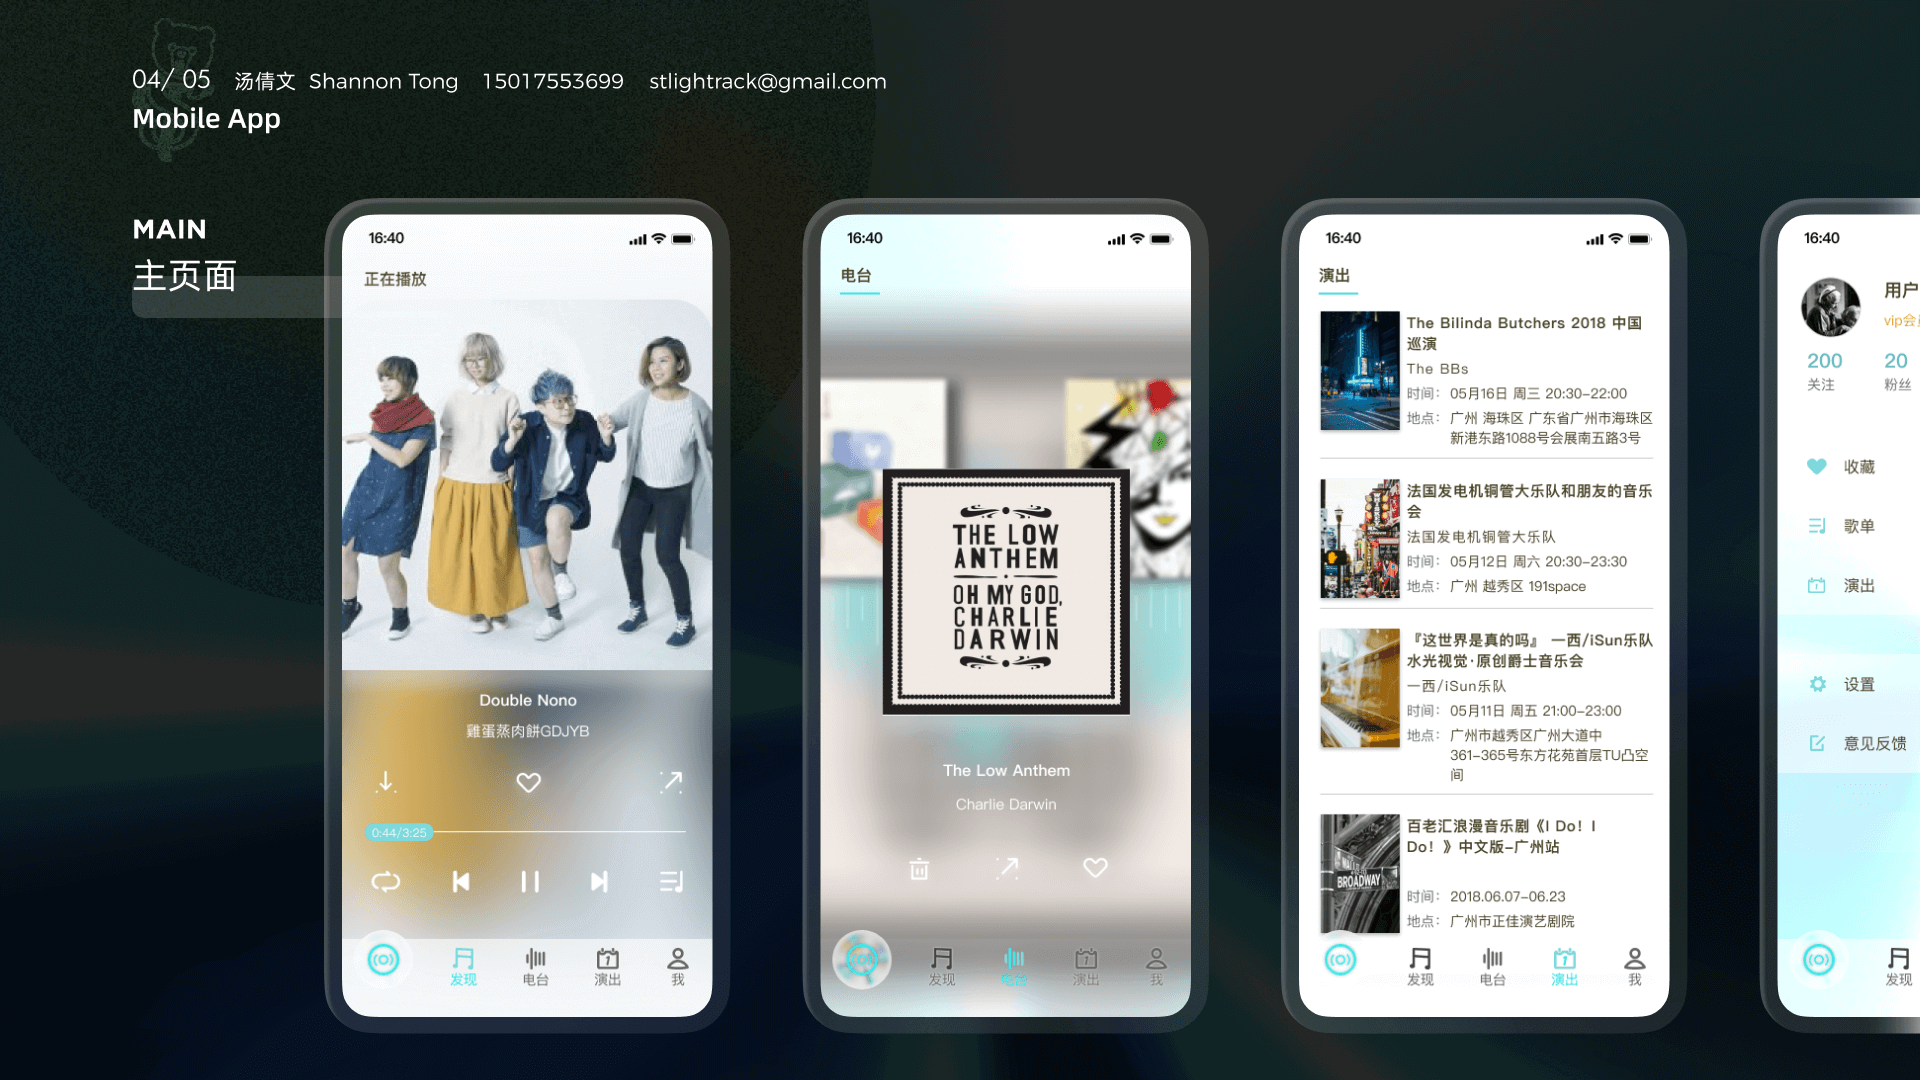 04/ 05 汤倩文 Shannon Tong 15017553699 stlightrack@gmail.com
Mobile App
MAIN
主页面
16:40
正在播放
Double Nono
雞蛋蒸肉餅GDJYB
0:44/3:25
发现
电台
演出
我
16:40
电台
THE LOW
ANTHEM
OH MY GOD,
CHARLIE
DARWIN
The Low Anthem
Charlie Darwin
发现
电台
演出
我
16:40
演出
The Bilinda Butchers 2018 中国
巡演
The BBs
时间： 05月16日 周三 20:30-22:00
地点： 广州 海珠区 广东省广州市海珠区
新港东路1088号会展南五路3号
法国发电机铜管大乐队和朋友的音乐
会
法国发电机铜管大乐队
时间： 05月12日 周六 20:30-23:30
地点： 广州 越秀区 191space
『这世界是真的吗』 一西/iSun乐队
水光视觉·原创爵士音乐会
一西/iSun乐队
时间： 05月11日 周五 21:00-23:00
地点： 广州市越秀区广州大道中
361-365号东方花苑首层TU凸空
间
百老汇浪漫音乐剧《I Do！I
Do！》中文版-广州站
BROADWAY
时间： 2018.06.07-06.23
地点： 广州市正佳演艺剧院
发现
电台
演出
我
16:40
用户
vip会
200 20
关注 粉丝
收藏
歌单
演出
设置
意见反馈
发现